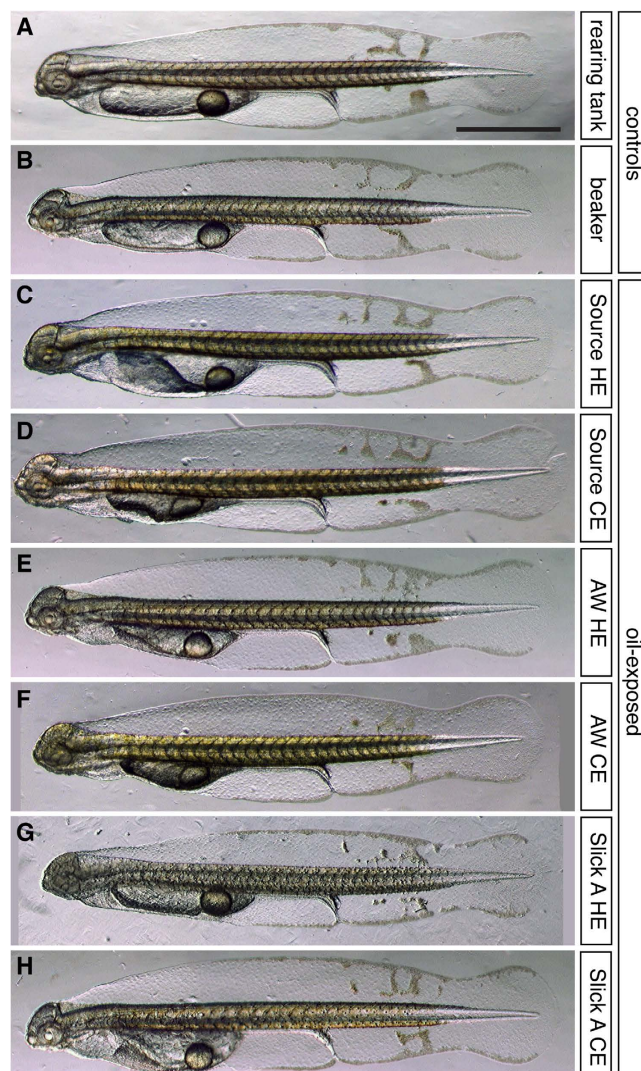 A
rearing tank
B
beaker
controls
C
Source HE
D
Source CE
E
AW HE
F
AW CE
G
Slick A HE
H
Slick A CE
oil-exposed